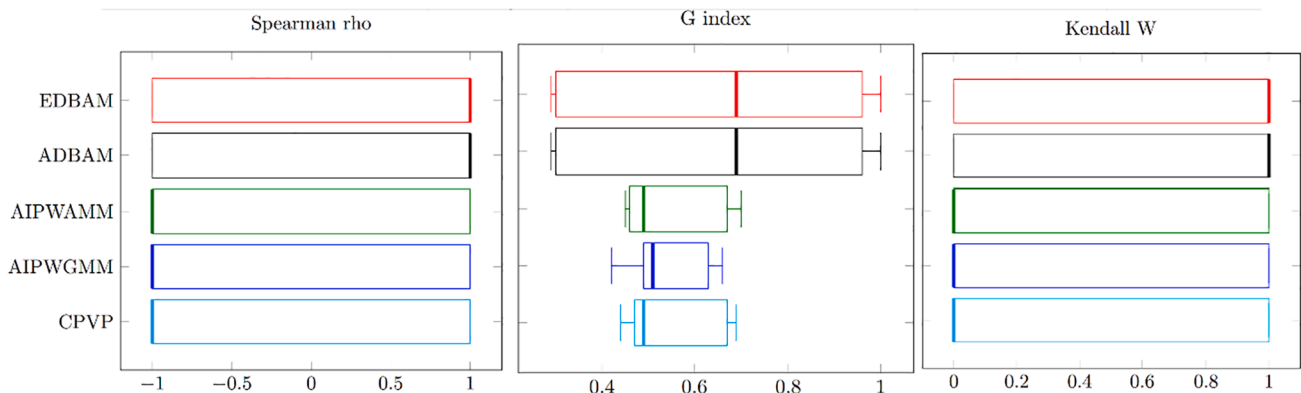 Spearman rho
G index
Kendall W
EDBAM
ADBAM
AIPWAMM
AIPWGMM
CPVP
−1 −0.5 0 0.5 1
0.4 0.6 0.8 1
0 0.2 0.4 0.6 0.8 1